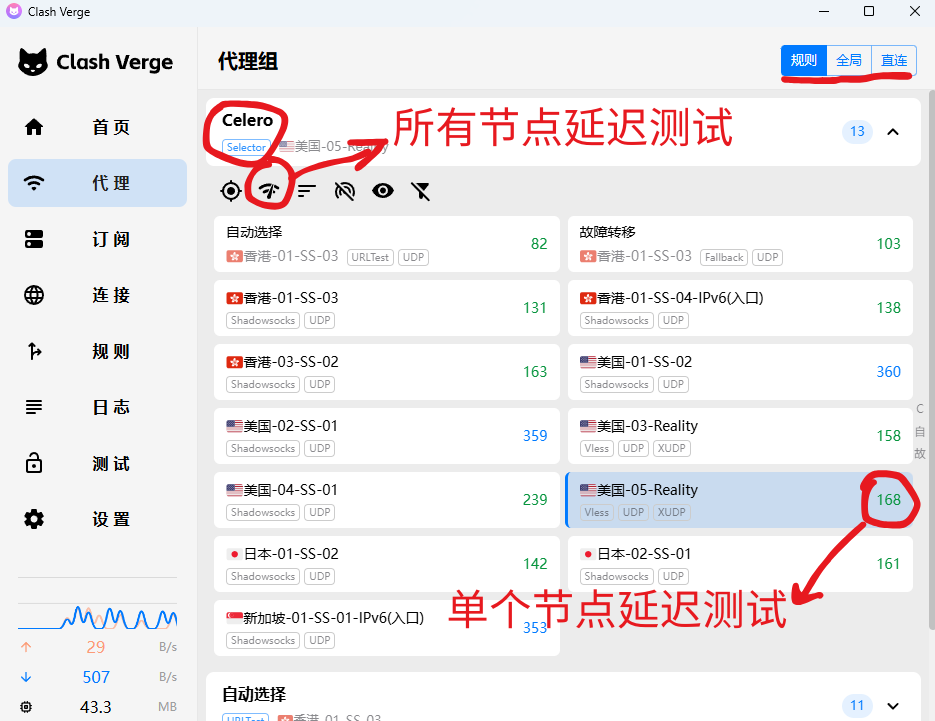 Clash Verge
Clash Verge
首页
代理
订阅
连接
规则
日志
测试
设置
29 B/s
507 B/s
43.3 MB
代理组
规则 全局 直连
Celero
Selector 美国-05-Reality
13
所有节点延迟测试
自动选择
香港-01-SS-03 URLTest UDP
82
故障转移
香港-01-SS-03 Fallback UDP
103
香港-01-SS-03
Shadowsocks UDP
131
香港-01-SS-04-IPv6(入口)
Shadowsocks UDP
138
香港-03-SS-02
Shadowsocks UDP
163
美国-01-SS-02
Shadowsocks UDP
360
美国-02-SS-01
Shadowsocks UDP
359
美国-03-Reality
Vless UDP XUDP
158
美国-04-SS-01
Shadowsocks UDP
239
美国-05-Reality
Vless UDP XUDP
168
日本-01-SS-02
Shadowsocks UDP
142
日本-02-SS-01
Shadowsocks UDP
161
新加坡-01-SS-01-IPv6(入口)
Shadowsocks UDP
353
单个节点延迟测试
C
自
故
自动选择
URLTest 香港-01-SS-03
11